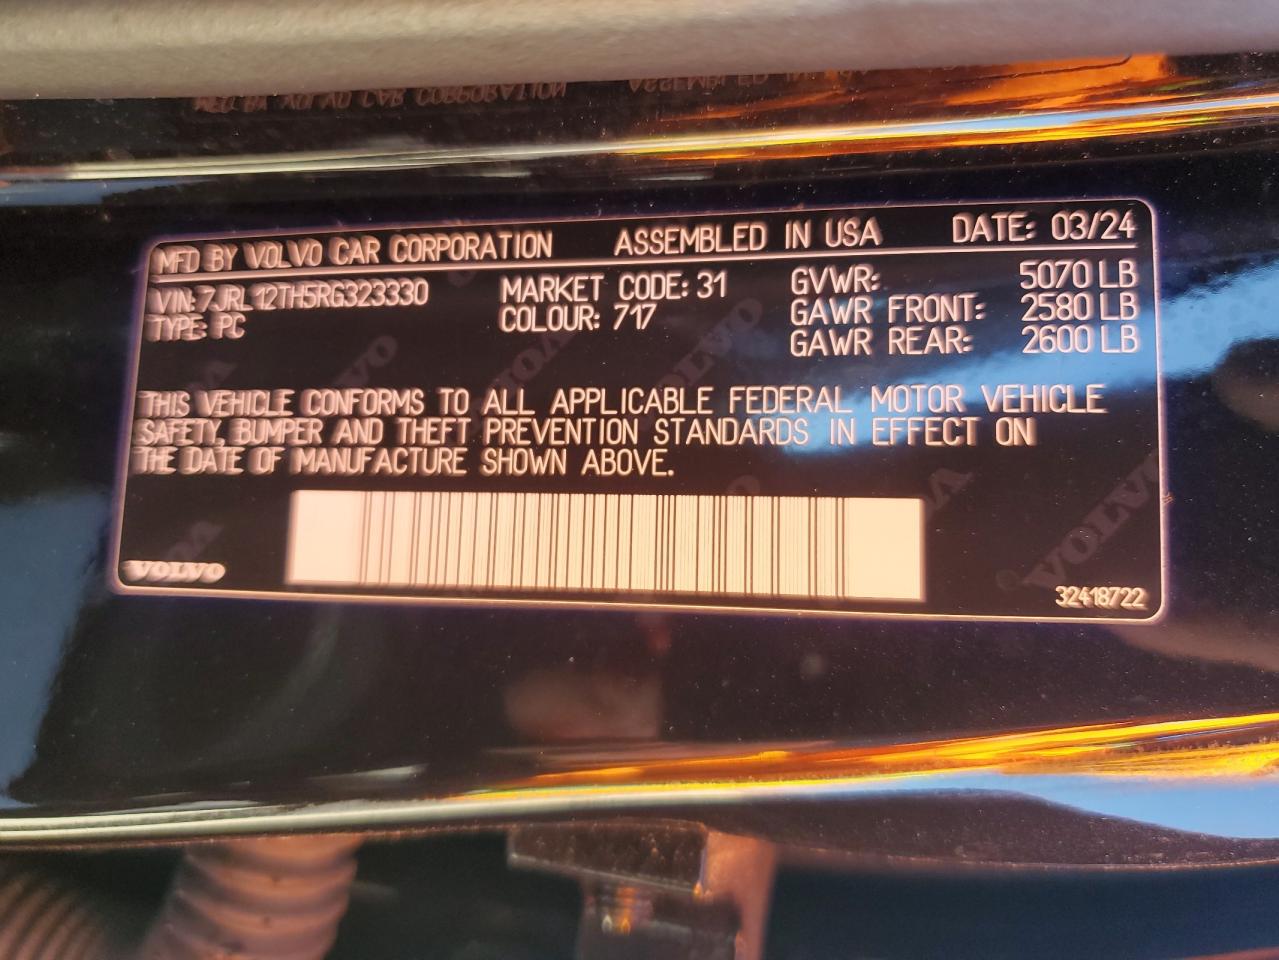 MFD BY VOLVO CAR CORPORATION ASSEMBLED IN USA DATE: 03/24
VIN: 7JRL12TH5RG323330 MARKET CODE: 31 GVWR: 5070 LB
TYPE: PC COLOUR: 717 GAWR FRONT: 2580 LB
GAWR REAR: 2600 LB
THIS VEHICLE CONFORMS TO ALL APPLICABLE FEDERAL MOTOR VEHICLE
SAFETY, BUMPER AND THEFT PREVENTION STANDARDS IN EFFECT ON
THE DATE OF MANUFACTURE SHOWN ABOVE.
VOLVO
32418722